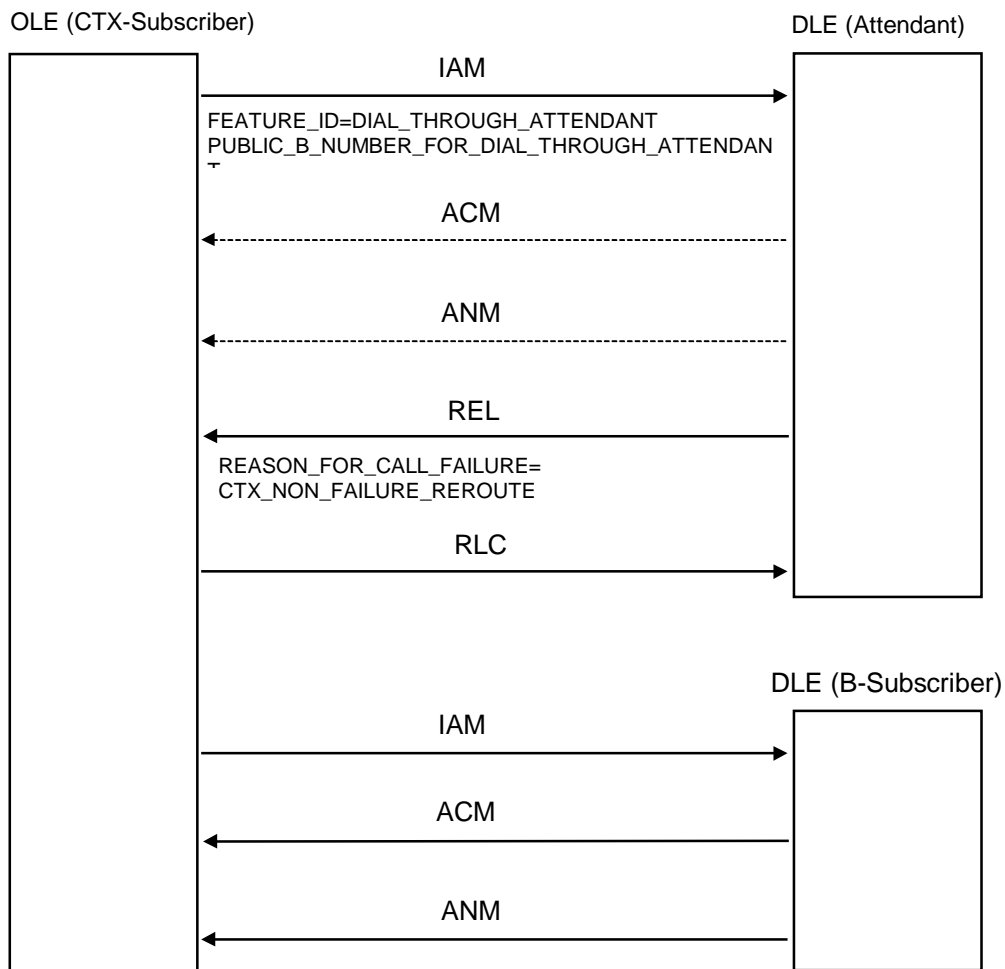 OLE (CTX-Subscriber)
DLE (Attendant)
IAM
FEATURE_ID=DIAL_THROUGH_ATTENDANT
PUBLIC_B_NUMBER_FOR_DIAL_THROUGH_ATTENDAN
T
ACM
ANM
REL
REASON_FOR_CALL_FAILURE=
CTX_NON_FAILURE_REROUTE
RLC
DLE (B-Subscriber)
IAM
ACM
ANM